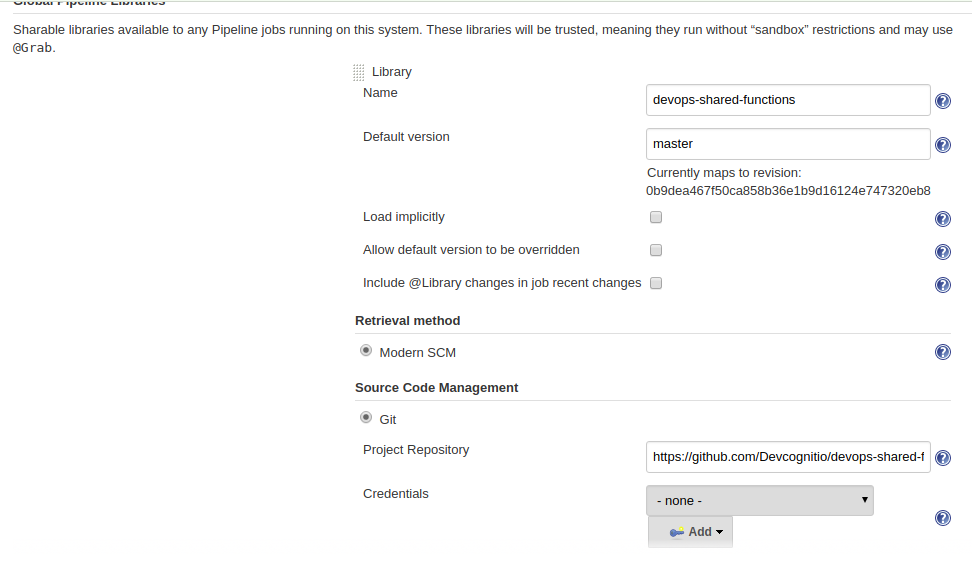 Global Pipeline Libraries
Sharable libraries available to any Pipeline jobs running on this system. These libraries will be trusted, meaning they run without “sandbox” restrictions and may use
@Grab.
Library
Name
devops-shared-functions
Default version
master
Currently maps to revision:
0b9dea467f50ca858b36e1b9d16124e747320eb8
Load implicitly
Allow default version to be overridden
Include @Library changes in job recent changes
Retrieval method
Modern SCM
Source Code Management
Git
Project Repository
https://github.com/Devcognitio/devops-shared-f
Credentials
- none -
Add